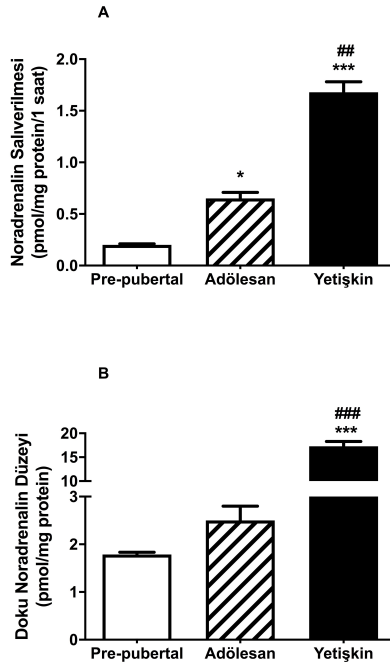 A
Noradrenalin Salıverilmesi
(pmol/mg protein/1 saat)
2.0
1.5
1.0
0.5
0.0
*
##
***
Pre-pubertal Adölesan Yetişkin
B
Doku Noradrenalin Düzeyi
(pmol/mg protein)
20
15
10
3
2
1
0
###
***
Pre-pubertal Adölesan Yetişkin